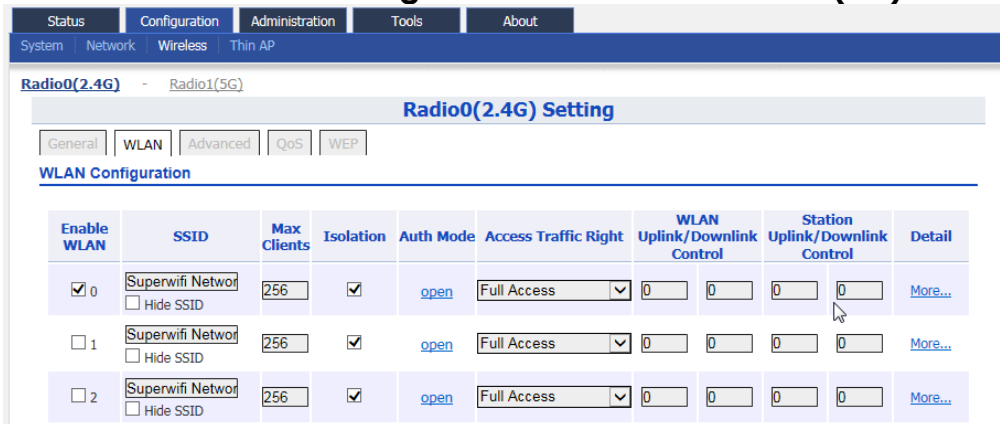 (
Status Configuration Administration Tools About
System Network Wireless Thin AP
Radio0(2.4G) - Radio1(5G)
Radio0(2.4G) Setting
General WLAN Advanced QoS WEP
WLAN Configuration
Enable WLAN SSID Max Clients Isolation Auth Mode Access Traffic Right WLAN Uplink/Downlink Control Station Uplink/Downlink Control Detail
0 Superwifi Networ 256 open Full Access 0 0 0 0 More...
Hide SSID
1 Superwifi Networ 256 open Full Access 0 0 0 0 More...
Hide SSID
2 Superwifi Networ 256 open Full Access 0 0 0 0 More...
Hide SSID